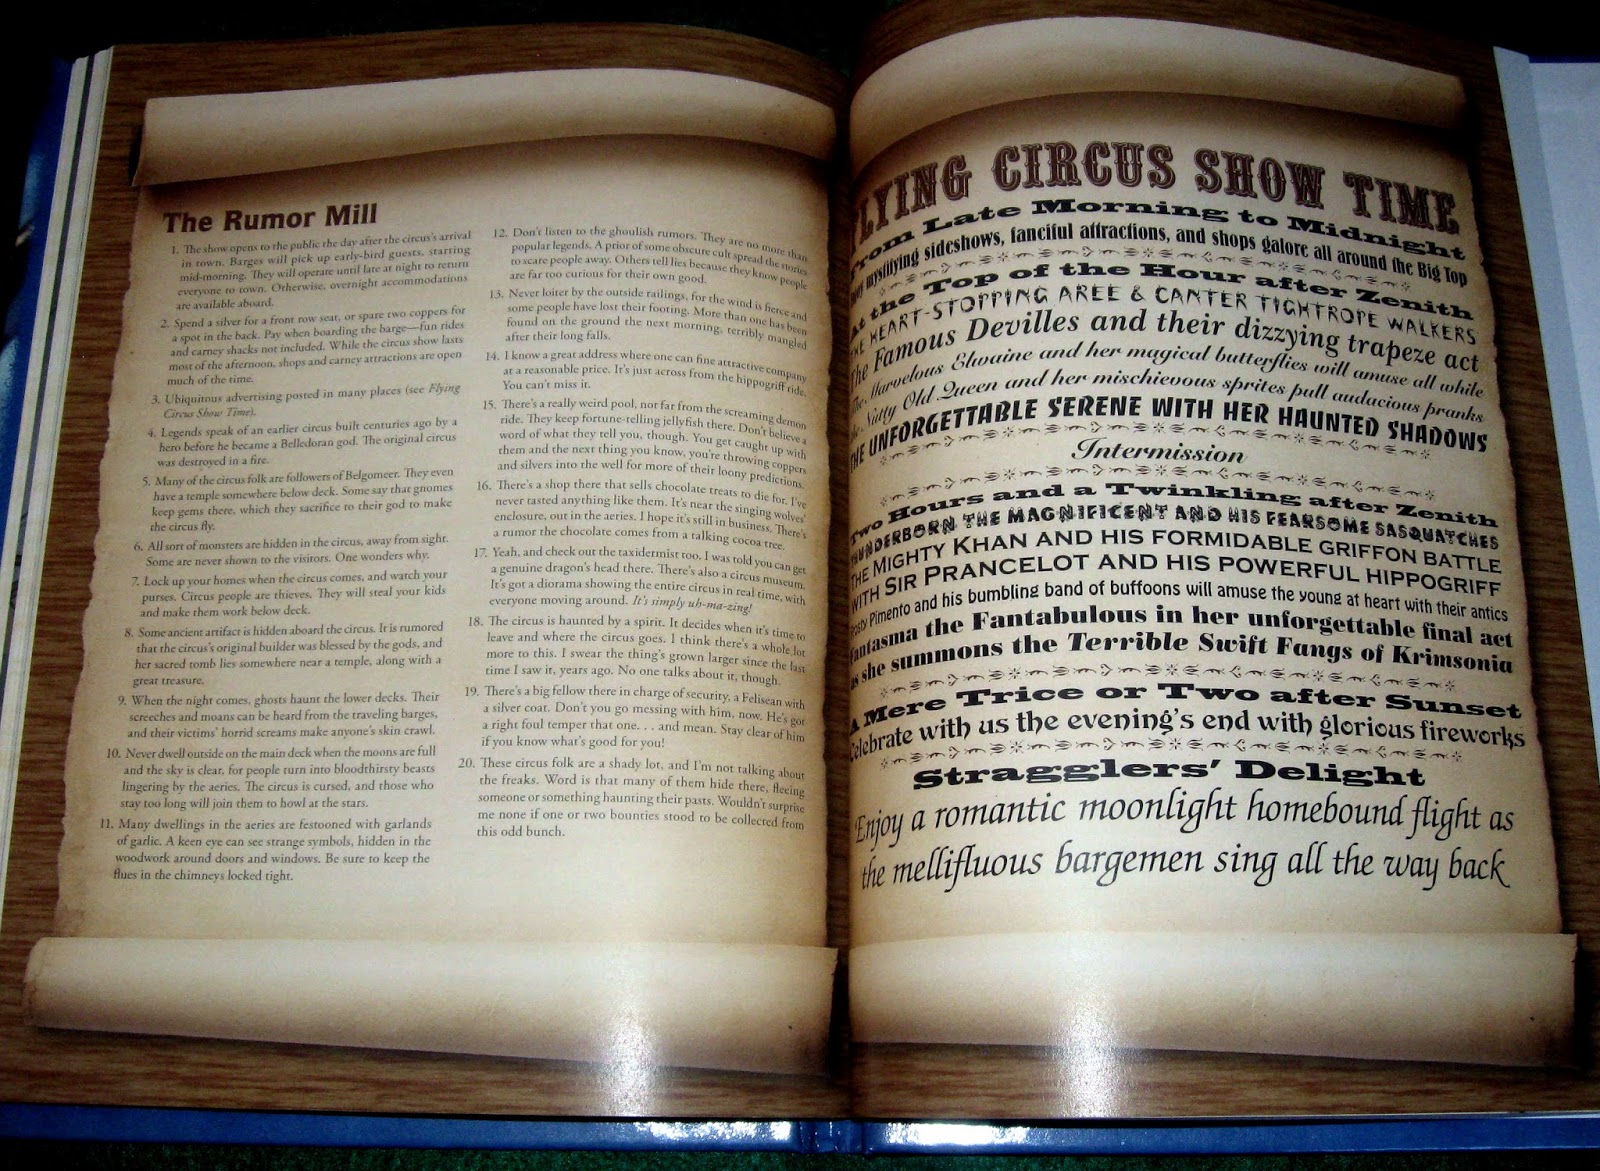 The Rumor Mill
1. The show opens to the public the day after the circus's arrival
in town. Barges will pick up early-bird guests, starting
mid-morning. They will operate until late at night to return
everyone to town. Otherwise, overnight accommodations
are available aboard.
2. Spend a silver for a front row seat, or spare two coppers for
a spot in the back. Pay when boarding the barge—fun rides
and carney shacks not included. While the circus show lasts
most of the afternoon, shops and carney attractions are open
much of the time.
3. Ubiquitous advertising posted in many places (see Flying
Circus Show Time).
4. Legends speak of an earlier circus built centuries ago by a
hero before he became a Belledoran god. The original circus
was destroyed in a fire.
5. Many of the circus folk are followers of Belgomeer. They even
have a temple somewhere below deck. Some say that gnomes
keep gems there, which they sacrifice to their god to make
the circus fly.
6. All sort of monsters are hidden in the circus, away from sight.
Some are never shown to the visitors. One wonders why.
7. Lock up your homes when the circus comes, and watch your
purses. Circus people are thieves. They will steal your kids
and make them work below deck.
8. Some ancient artifact is hidden aboard the circus. It is rumored
that the circus's original builder was blessed by the gods, and
her sacred tomb lies somewhere near a temple, along with a
great treasure.
9. When the night comes, ghosts haunt the lower decks. Their
screeches and moans can be heard from the traveling barges,
and their victims' horrid screams make anyone's skin crawl.
10. Never dwell outside on the main deck when the moons are full
and the sky is clear, for people turn into bloodthirsty beasts
lingering by the aeries. The circus is cursed, and those who
stay too long will join them to howl at the stars.
11. Many dwellings in the aeries are festooned with garlands
of garlic. A keen eye can see strange symbols, hidden in the
woodwork around doors and windows. Be sure to keep the
flues in the chimneys locked tight.
12. Don't listen to the ghoulish rumors. They are no more than
popular legends. A prior of some obscure cult spread the stories
to scare people away. Others tell lies because they know people
are far too curious for their own good.
13. Never loiter by the outside railings, for the wind is fierce and
some people have lost their footing. More than one has been
found on the ground the next morning, terribly mangled
after their long falls.
14. I know a great address where one can fine attractive company
at a reasonable price. It's just across from the hippogriff ride.
You can't miss it.
15. There's a really weird pool, not far from the screaming demon
ride. They keep fortune-telling jellyfish there. Don't believe a
word of what they tell you, though. You get caught up with
them and the next thing you know, you're throwing coppers
and silvers into the well for more of their loony predictions.
16. There's a shop there that sells chocolate treats to die for. I've
never tasted anything like them. It's near the singing wolves'
enclosure, out in the aeries. I hope it's still in business. There's
a rumor the chocolate comes from a talking cocoa tree.
17. Yeah, and check out the taxidermist too. I was told you can get
a genuine dragon's head there. There's also a circus museum.
It's got a diorama showing the entire circus in real time, with
everyone moving around. It's simply uh-ma-zing!
18. The circus is haunted by a spirit. It decides when it's time to
leave and where the circus goes. I think there's a whole lot
more to this. I swear the thing's grown larger since the last
time I saw it, years ago. No one talks about it, though.
19. There's a big fellow there in charge of security, a Felisean with
a silver coat. Don't you go messing with him, now. He's got
a right foul temper that one. . . and mean. Stay clear of him
if you know what's good for you!
20. These circus folk are a shady lot, and I'm not talking about
the freaks. Word is that many of them hide there, fleeing
someone or something haunting their pasts. Wouldn't surprise
me none if one or two bounties stood to be collected from
this odd bunch.
FLYING CIRCUS SHOW TIME
From Late Morning to Midnight
mystifying sideshows, fanciful attractions, and shops galore all around the Big Top
At the Top of the Hour after Zenith
THE HEART-STOPPING AREE & CANTER TIGHTROPE WALKERS
The Famous Devilles and their dizzying trapeze act
The Marvelous Elwaine and her magical butterflies will amuse all while
the Nutty Old Queen and her mischievous sprites pull audacious pranks
THE UNFORGETTABLE SERENE WITH HER HAUNTED SHADOWS
Intermission
Two Hours and a Twinkling after Zenith
THUNDERBORN THE MAGNIFICENT AND HIS FEARSOME SASQUATCHES
THE MIGHTY KHAN AND HIS FORMIDABLE GRIFFON BATTLE
WITH SIR PRANCELOT AND HIS POWERFUL HIPPOGRIFF
Pimento and his bumbling band of buffoons will amuse the young at heart with their antics
Fantasma the Fantabulous in her unforgettable final act
as she summons the Terrible Swift Fangs of Krimsonia
A Mere Trice or Two after Sunset
Celebrate with us the evening's end with glorious fireworks
Stragglers' Delight
Enjoy a romantic moonlight homebound flight as
the mellifluous bargemen sing all the way back